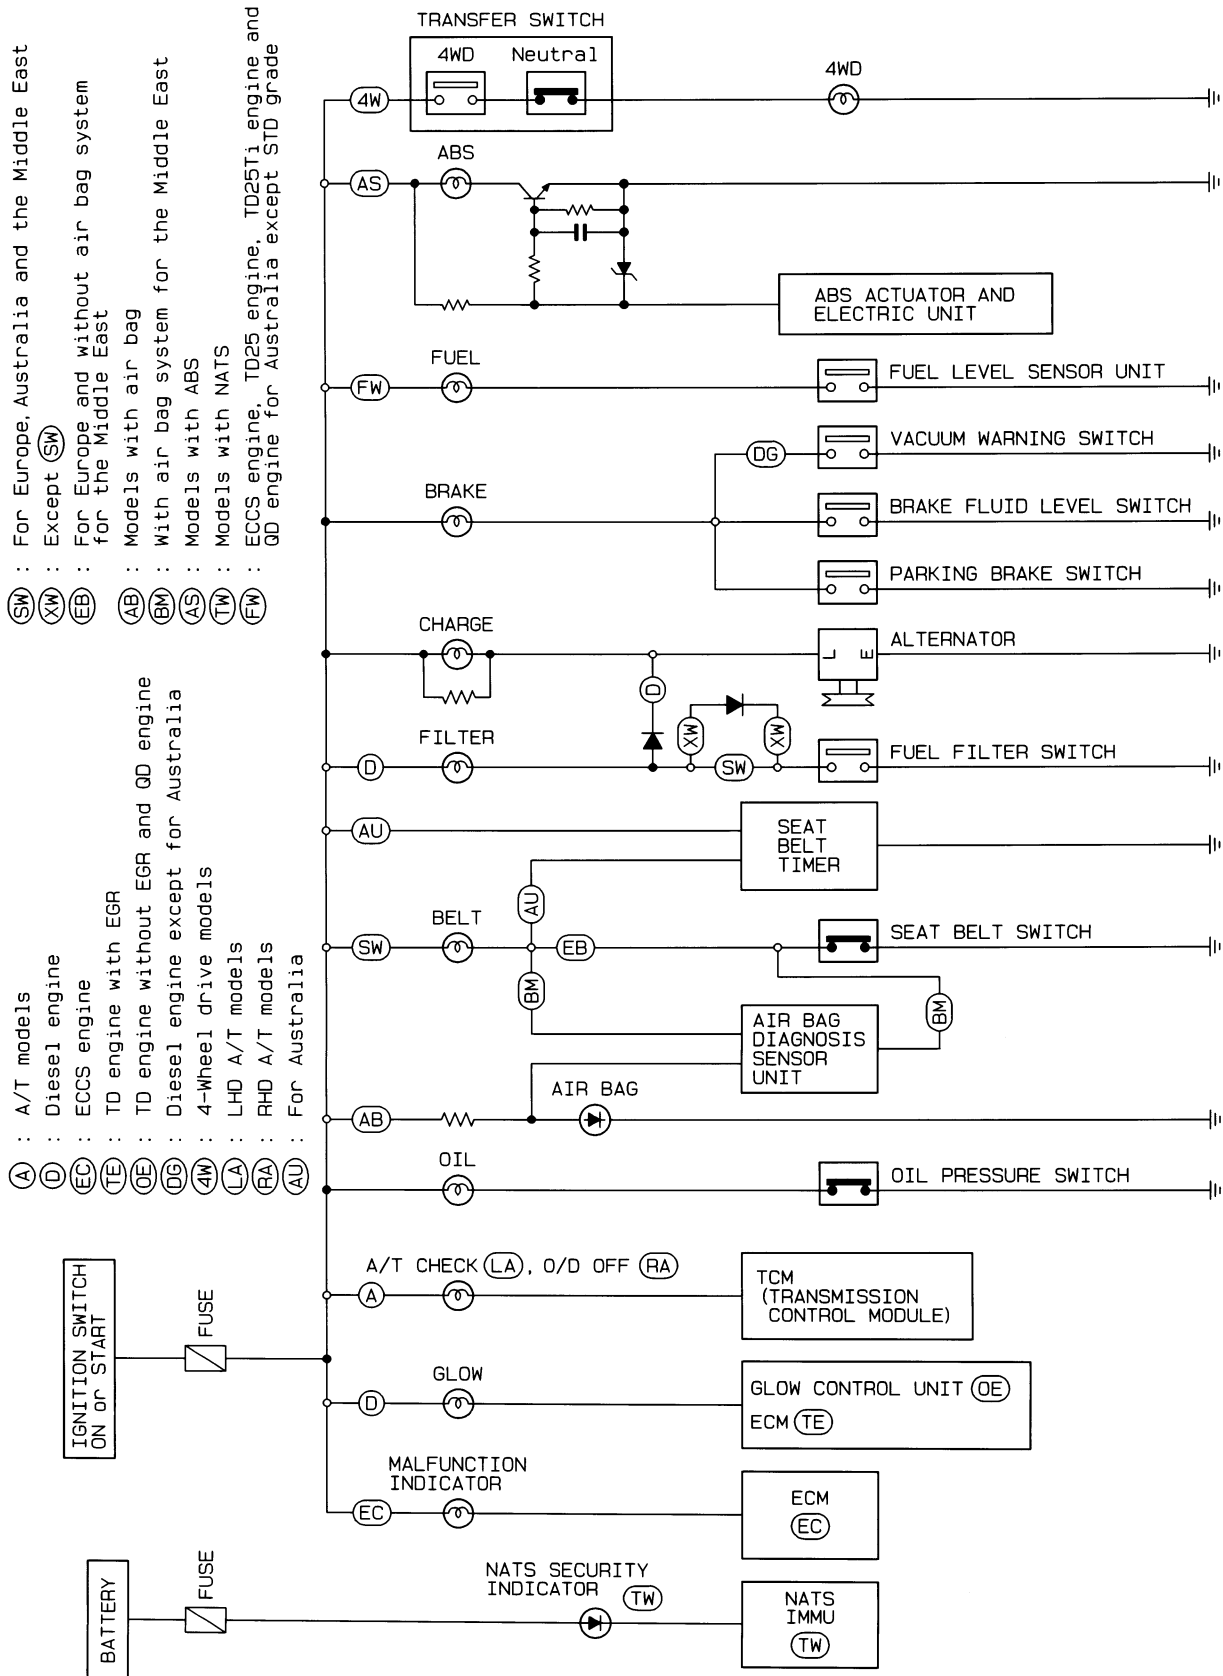 SW : For Europe, Australia and the Middle East
XW : Except SW
EB : For Europe and without air bag system
for the Middle East
AB : Models with air bag
BM : With air bag system for the Middle East
AS : Models with ABS
TW : Models with NATS
FW : ECCS engine, TD25 engine, TD25Ti engine and
QD engine for Australia except STD grade
A : A/T models
D : Diesel engine
EC : ECCS engine
TE : TD engine with EGR
OE : TD engine without EGR and QD engine
DG : Diesel engine except for Australia
4W : 4-Wheel drive models
LA : LHD A/T models
RA : RHD A/T models
AU : For Australia
TRANSFER SWITCH
4WD Neutral
4W
4WD
ABS
AS
ABS ACTUATOR AND
ELECTRIC UNIT
FUEL
FW
FUEL LEVEL SENSOR UNIT
DG
VACUUM WARNING SWITCH
BRAKE
BRAKE FLUID LEVEL SWITCH
PARKING BRAKE SWITCH
CHARGE
L E
ALTERNATOR
D
XW XW
FILTER
D
SW
FUEL FILTER SWITCH
AU
SEAT
BELT
TIMER
AU
BELT
SW
EB
SEAT BELT SWITCH
BM
BM
AIR BAG
DIAGNOSIS
SENSOR
UNIT
AIR BAG
AB
OIL
OIL PRESSURE SWITCH
IGNITION SWITCH
ON or START
FUSE
A/T CHECK LA, O/D OFF RA
A
TCM
(TRANSMISSION
CONTROL MODULE)
GLOW
D
GLOW CONTROL UNIT OE
ECM TE
MALFUNCTION
INDICATOR
EC
ECM
EC
BATTERY
FUSE
NATS SECURITY
INDICATOR TW
NATS
IMMU
TW